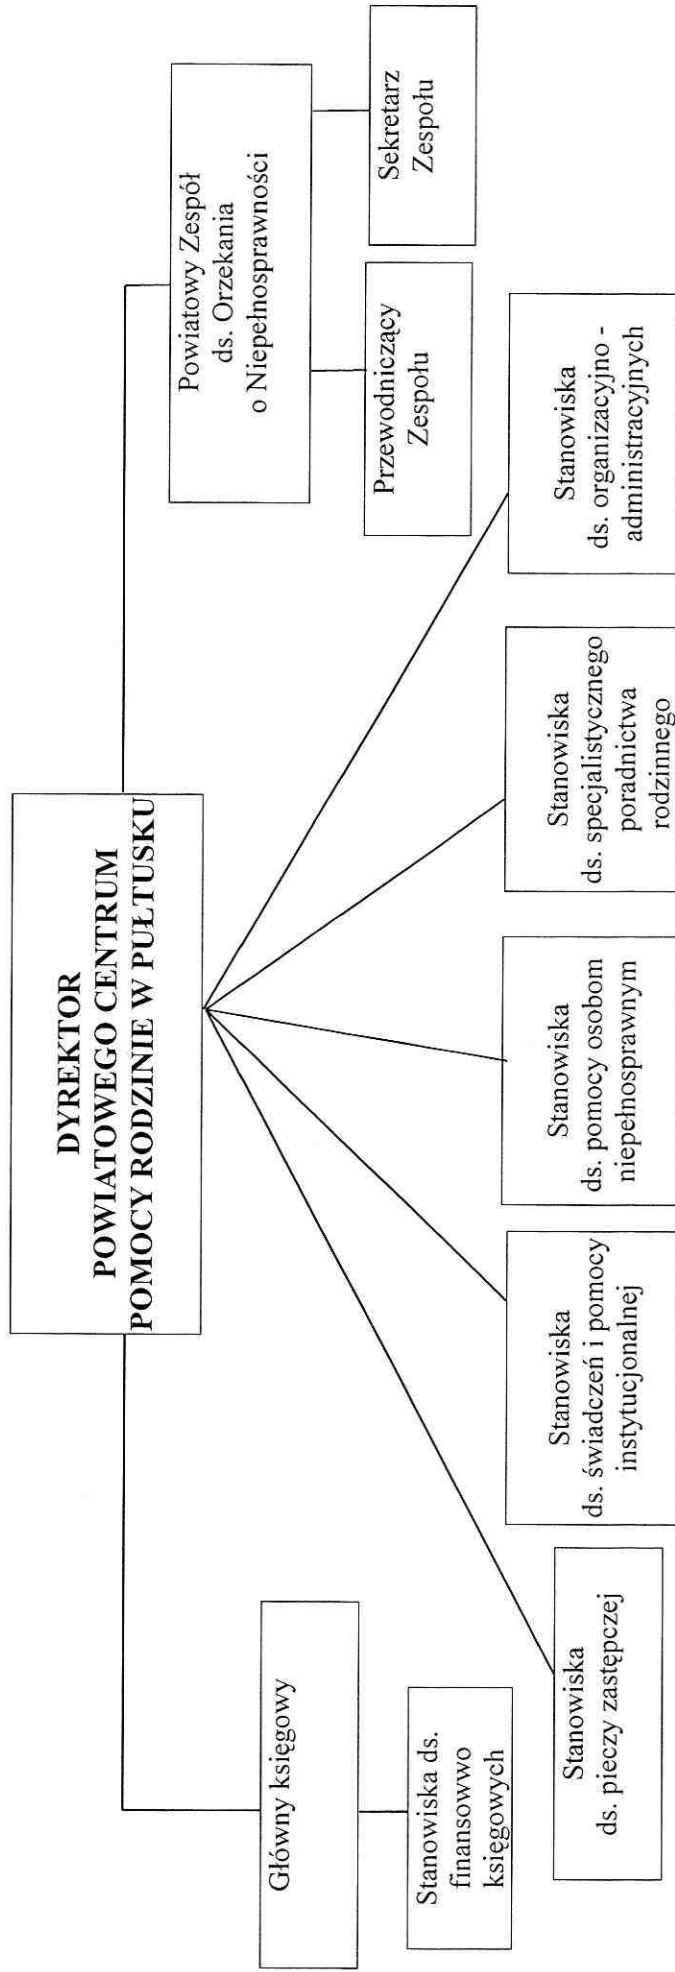 DYREKTOR
POWIATOWEGO CENTRUM
POMOCY RODZINIE W PUŁTUSKU
Główny księgowy
Stanowiska ds.
finansowwo
księgowych
Powiatowy Zespół
ds. Orzekania
o Niepełnosprawności
Przewodniczący
Zespołu
Sekretarz
Zespołu
Stanowiska
ds. pieczy zastępczej
Stanowiska
ds. świadczeń i pomocy
instytucjonalnej
Stanowiska
ds. pomocy osobom
niepełnosprawnym
Stanowiska
ds. specjalistycznego
poradnictwa
rodzinnego
Stanowiska
ds. organizacyjno -
administracyjnych